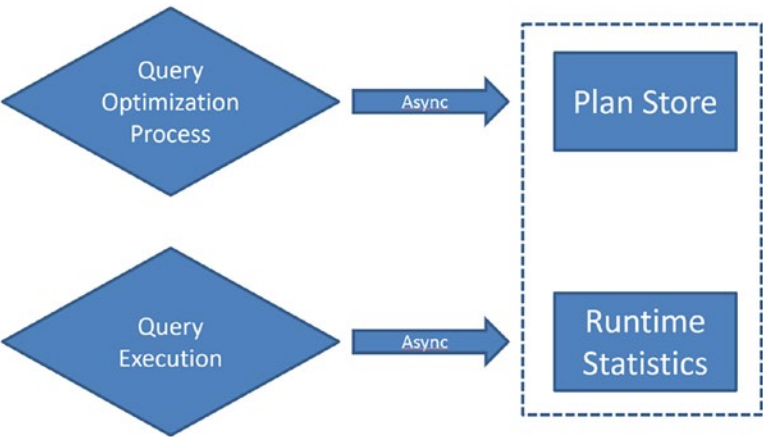 Query
Optimization
Process
Async
Plan Store
Query
Execution
Async
Runtime
Statistics